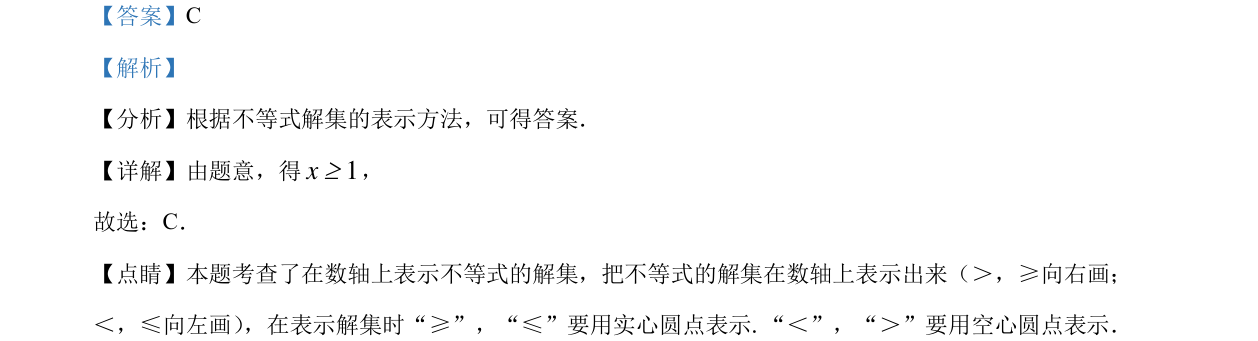 【答案】C
【解析】
【分析】根据不等式解集的表示方法，可得答案．
【详解】由题意，得 x ≥ 1，
故选：C．
【点睛】本题考查了在数轴上表示不等式的解集，把不等式的解集在数轴上表示出来（＞，≥向右画；
＜，≤向左画），在表示解集时“≥”，“≤”要用实心圆点表示．“＜”，“＞”要用空心圆点表示．